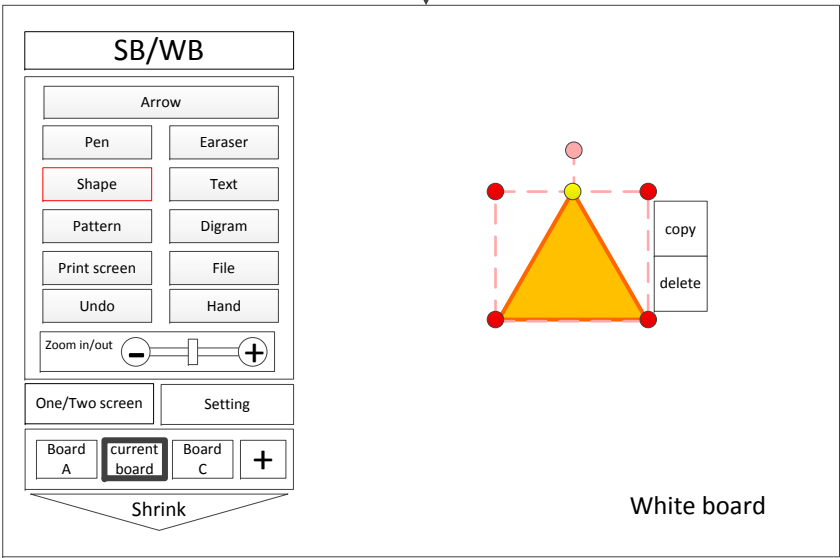 SB/WB
Arrow
Pen
Earaser
Shape
Text
Pattern
Digram
Print screen
File
Undo
Hand
Zoom in/out
One/Two screen
Setting
Board
A
current
board
Board
C
+
Shrink
copy
delete
White board